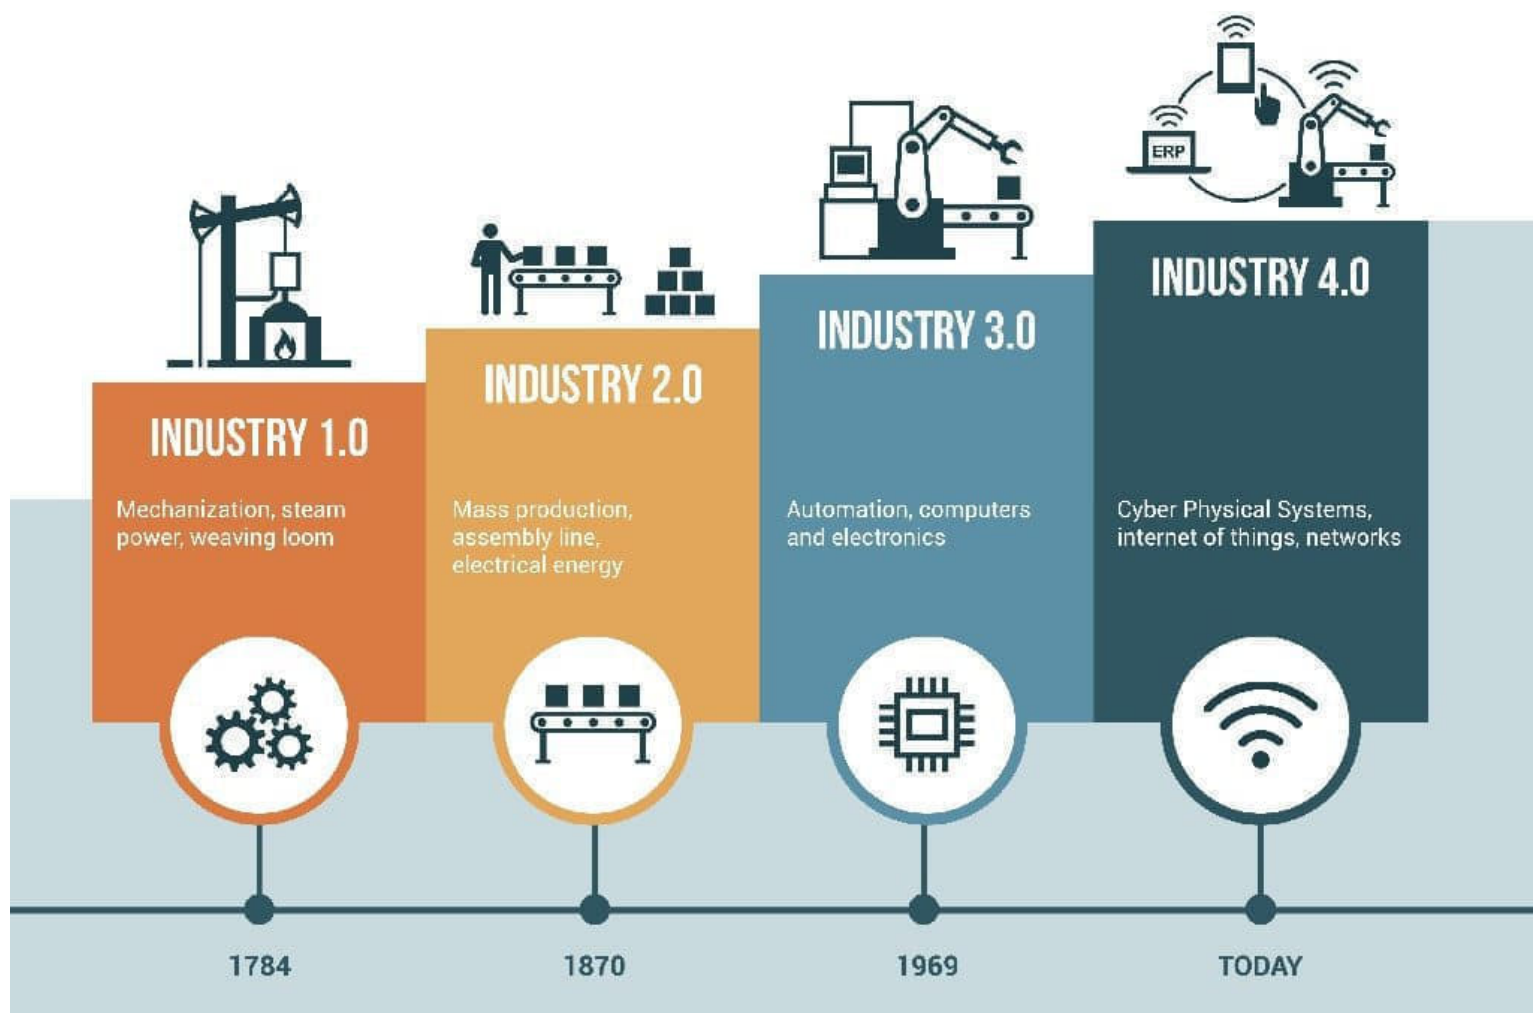 ERP
INDUSTRY 1.0
Mechanization, steam
power, weaving loom
1784
INDUSTRY 2.0
Mass production,
assembly line,
electrical energy
1870
INDUSTRY 3.0
Automation, computers
and electronics
1969
INDUSTRY 4.0
Cyber Physical Systems,
internet of things, networks
TODAY